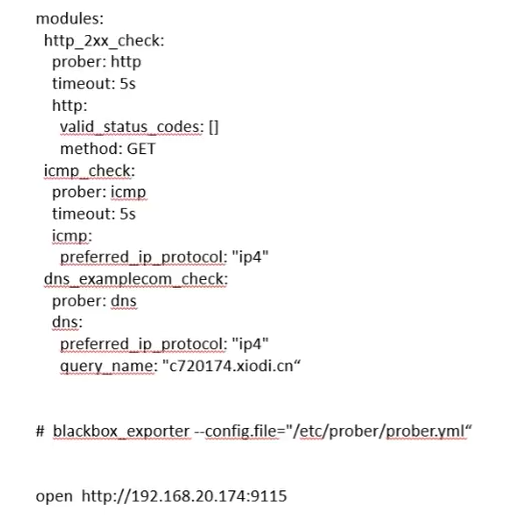 modules:
  http_2xx_check:
    prober: http
    timeout: 5s
    http:
      valid_status_codes: []
      method: GET
  icmp_check:
    prober: icmp
    timeout: 5s
    icmp:
      preferred_ip_protocol: "ip4"
  dns_examplecom_check:
    prober: dns
    dns:
      preferred_ip_protocol: "ip4"
      query_name: "c720174.xiodi.cn“
#  blackbox_exporter --config.file="/etc/prober/prober.yml“
open  http://192.168.20.174:9115